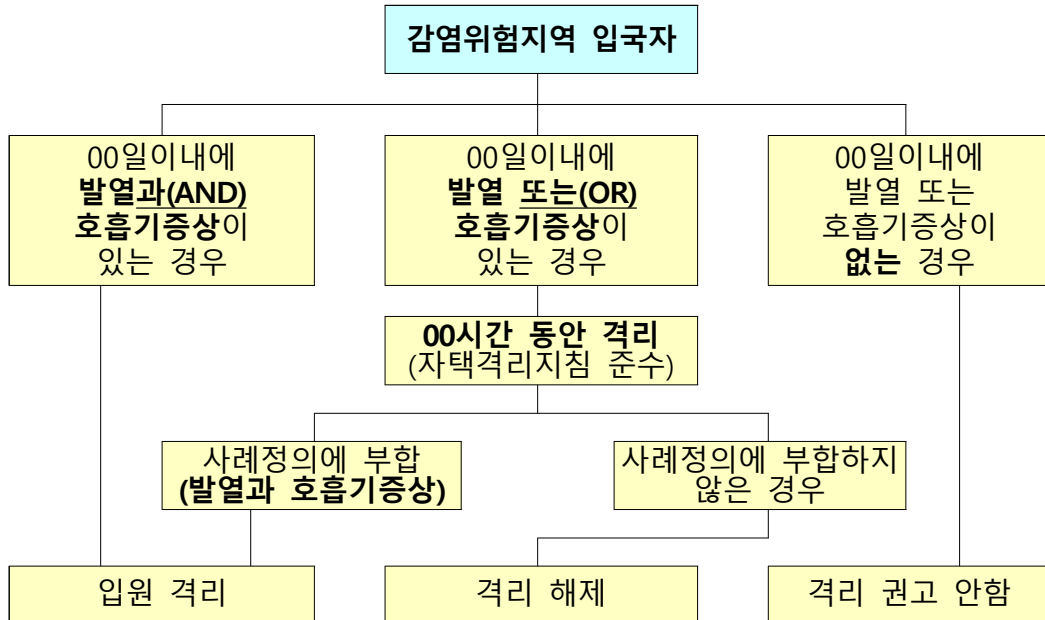 감염위험지역 입국자
00일이내에
발열과(AND)
호흡기증상이
있는 경우
00일이내에
발열 또는(OR)
호흡기증상이
있는 경우
00일이내에
발열 또는
호흡기증상이
없는 경우
00시간 동안 격리
(자택격리지침 준수)
사례정의에 부합
(발열과 호흡기증상)
사례정의에 부합하지
않은 경우
입원 격리
격리 해제
격리 권고 안함